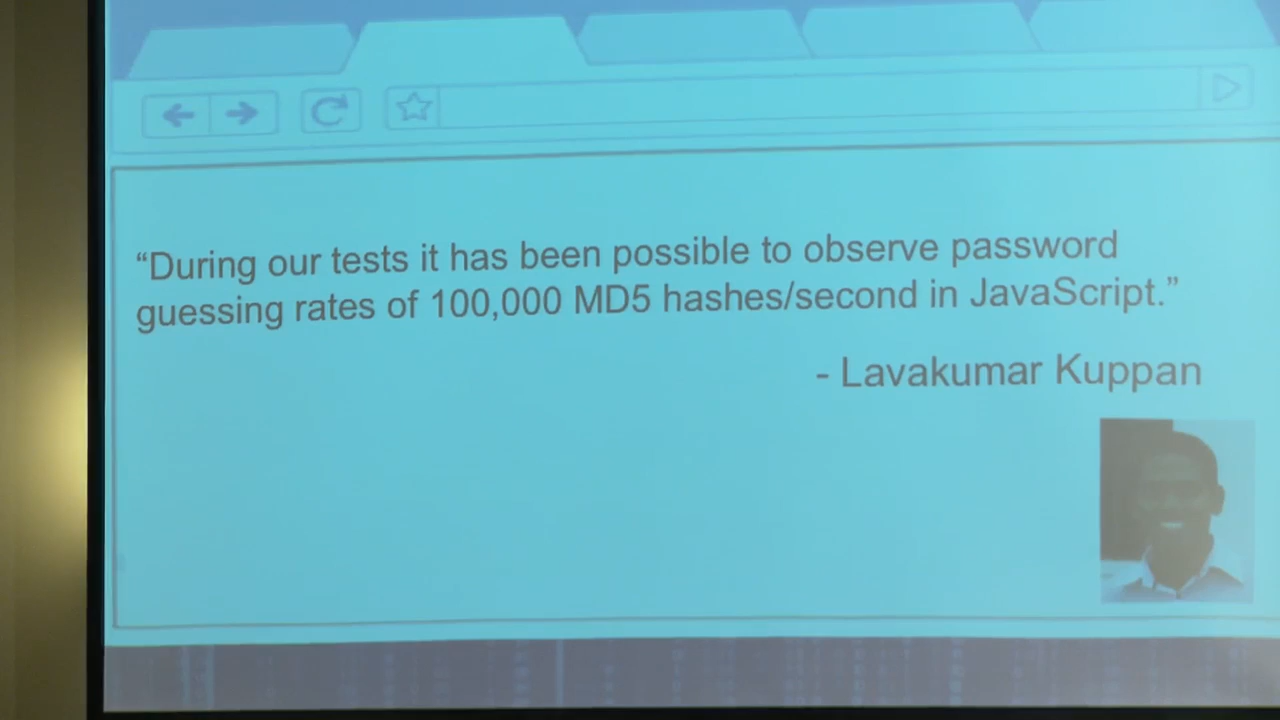 “During our tests it has been possible to observe password
guessing rates of 100,000 MD5 hashes/second in JavaScript.”
- Lavakumar Kuppan